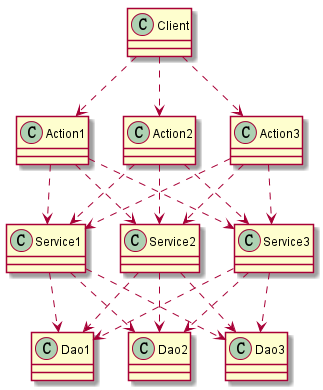 C Client
C Action1 C Action2 C Action3
C Service1 C Service2 C Service3
C Dao1 C Dao2 C Dao3